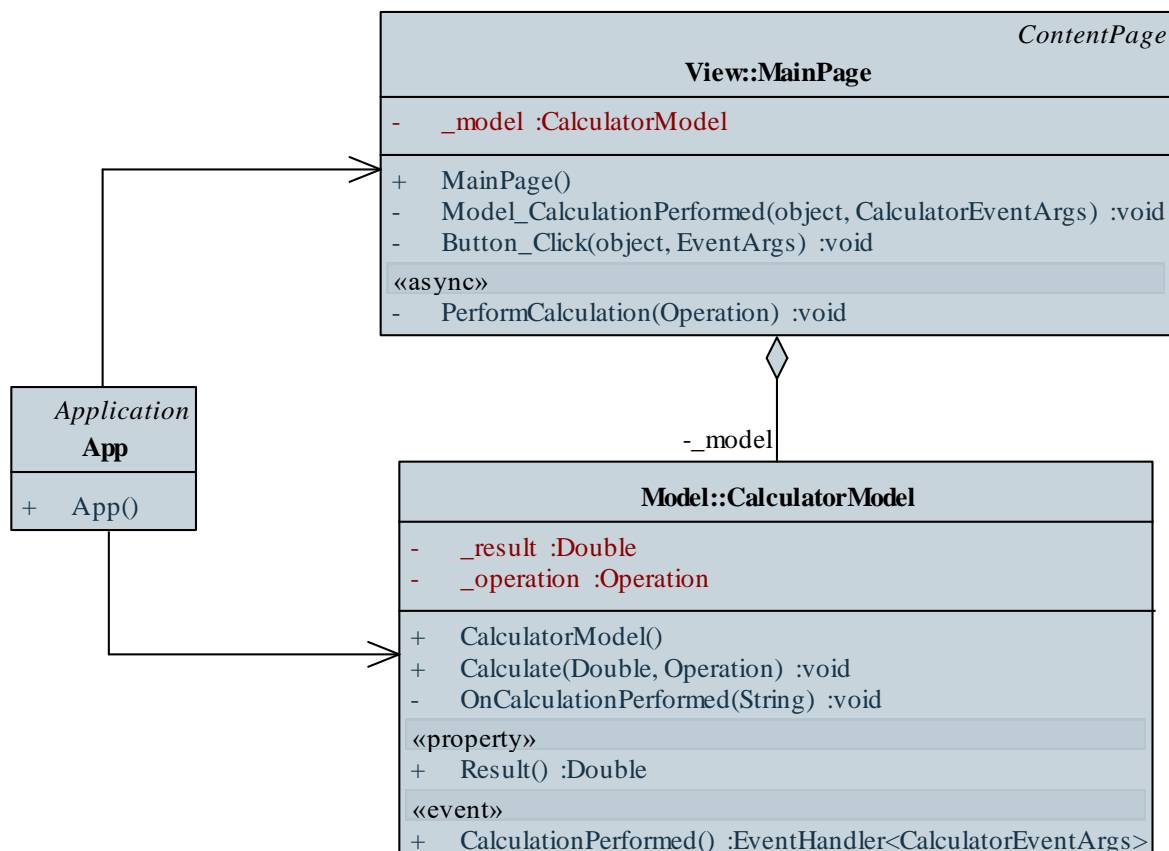 ContentPage
View::MainPage
- _model :CalculatorModel
+ MainPage()
- Model_CalculationPerformed(object, CalculatorEventArgs) :void
- Button_Click(object, EventArgs) :void
«async»
- PerformCalculation(Operation) :void
Application
App
+ App()
-_model
Model::CalculatorModel
- _result :Double
- _operation :Operation
+ CalculatorModel()
+ Calculate(Double, Operation) :void
- OnCalculationPerformed(String) :void
«property»
+ Result() :Double
«event»
+ CalculationPerformed() :EventHandler<CalculatorEventArgs>